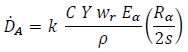 Ḋ_A = k (C Y w_r E_α)/ρ (R_α/2s)